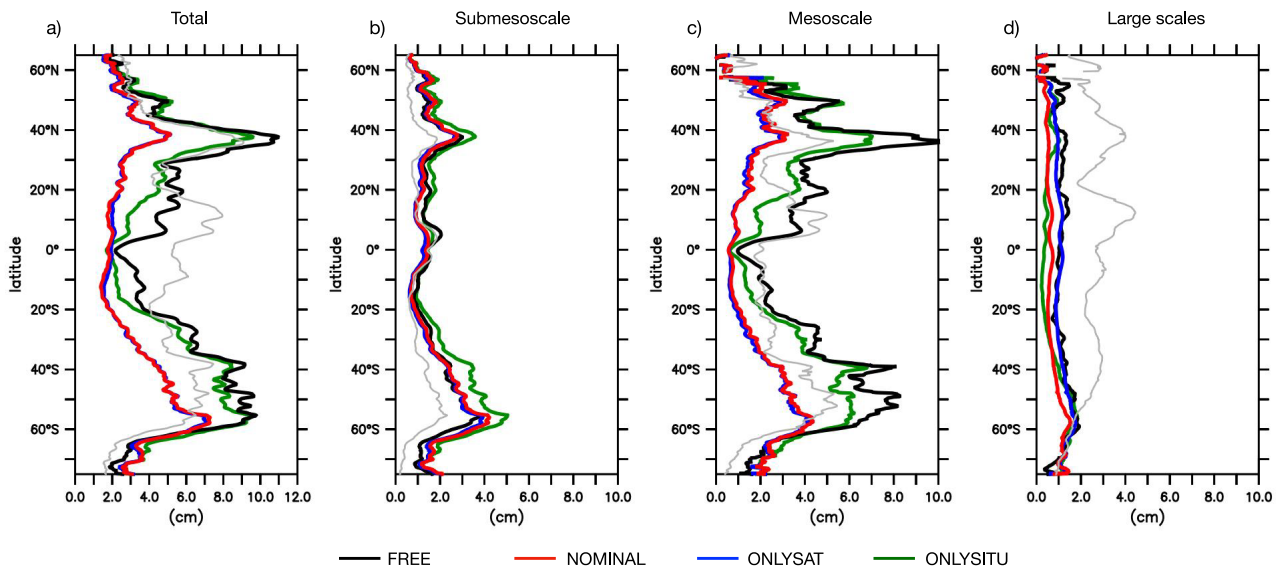 a) Total b) Submesoscale c) Mesoscale d) Large scales
60°N 60°N 60°N 60°N
40°N 40°N 40°N 40°N
20°N 20°N 20°N 20°N
0° 0° 0° 0°
20°S 20°S 20°S 20°S
40°S 40°S 40°S 40°S
60°S 60°S 60°S 60°S
latitude latitude latitude latitude
0.0 2.0 4.0 6.0 8.0 10.0 12.0 0.0 2.0 4.0 6.0 8.0 10.0 0.0 2.0 4.0 6.0 8.0 10.0 0.0 2.0 4.0 6.0 8.0 10.0
(cm) (cm) (cm) (cm)
FREE NOMINAL ONLYSAT ONLYSITU